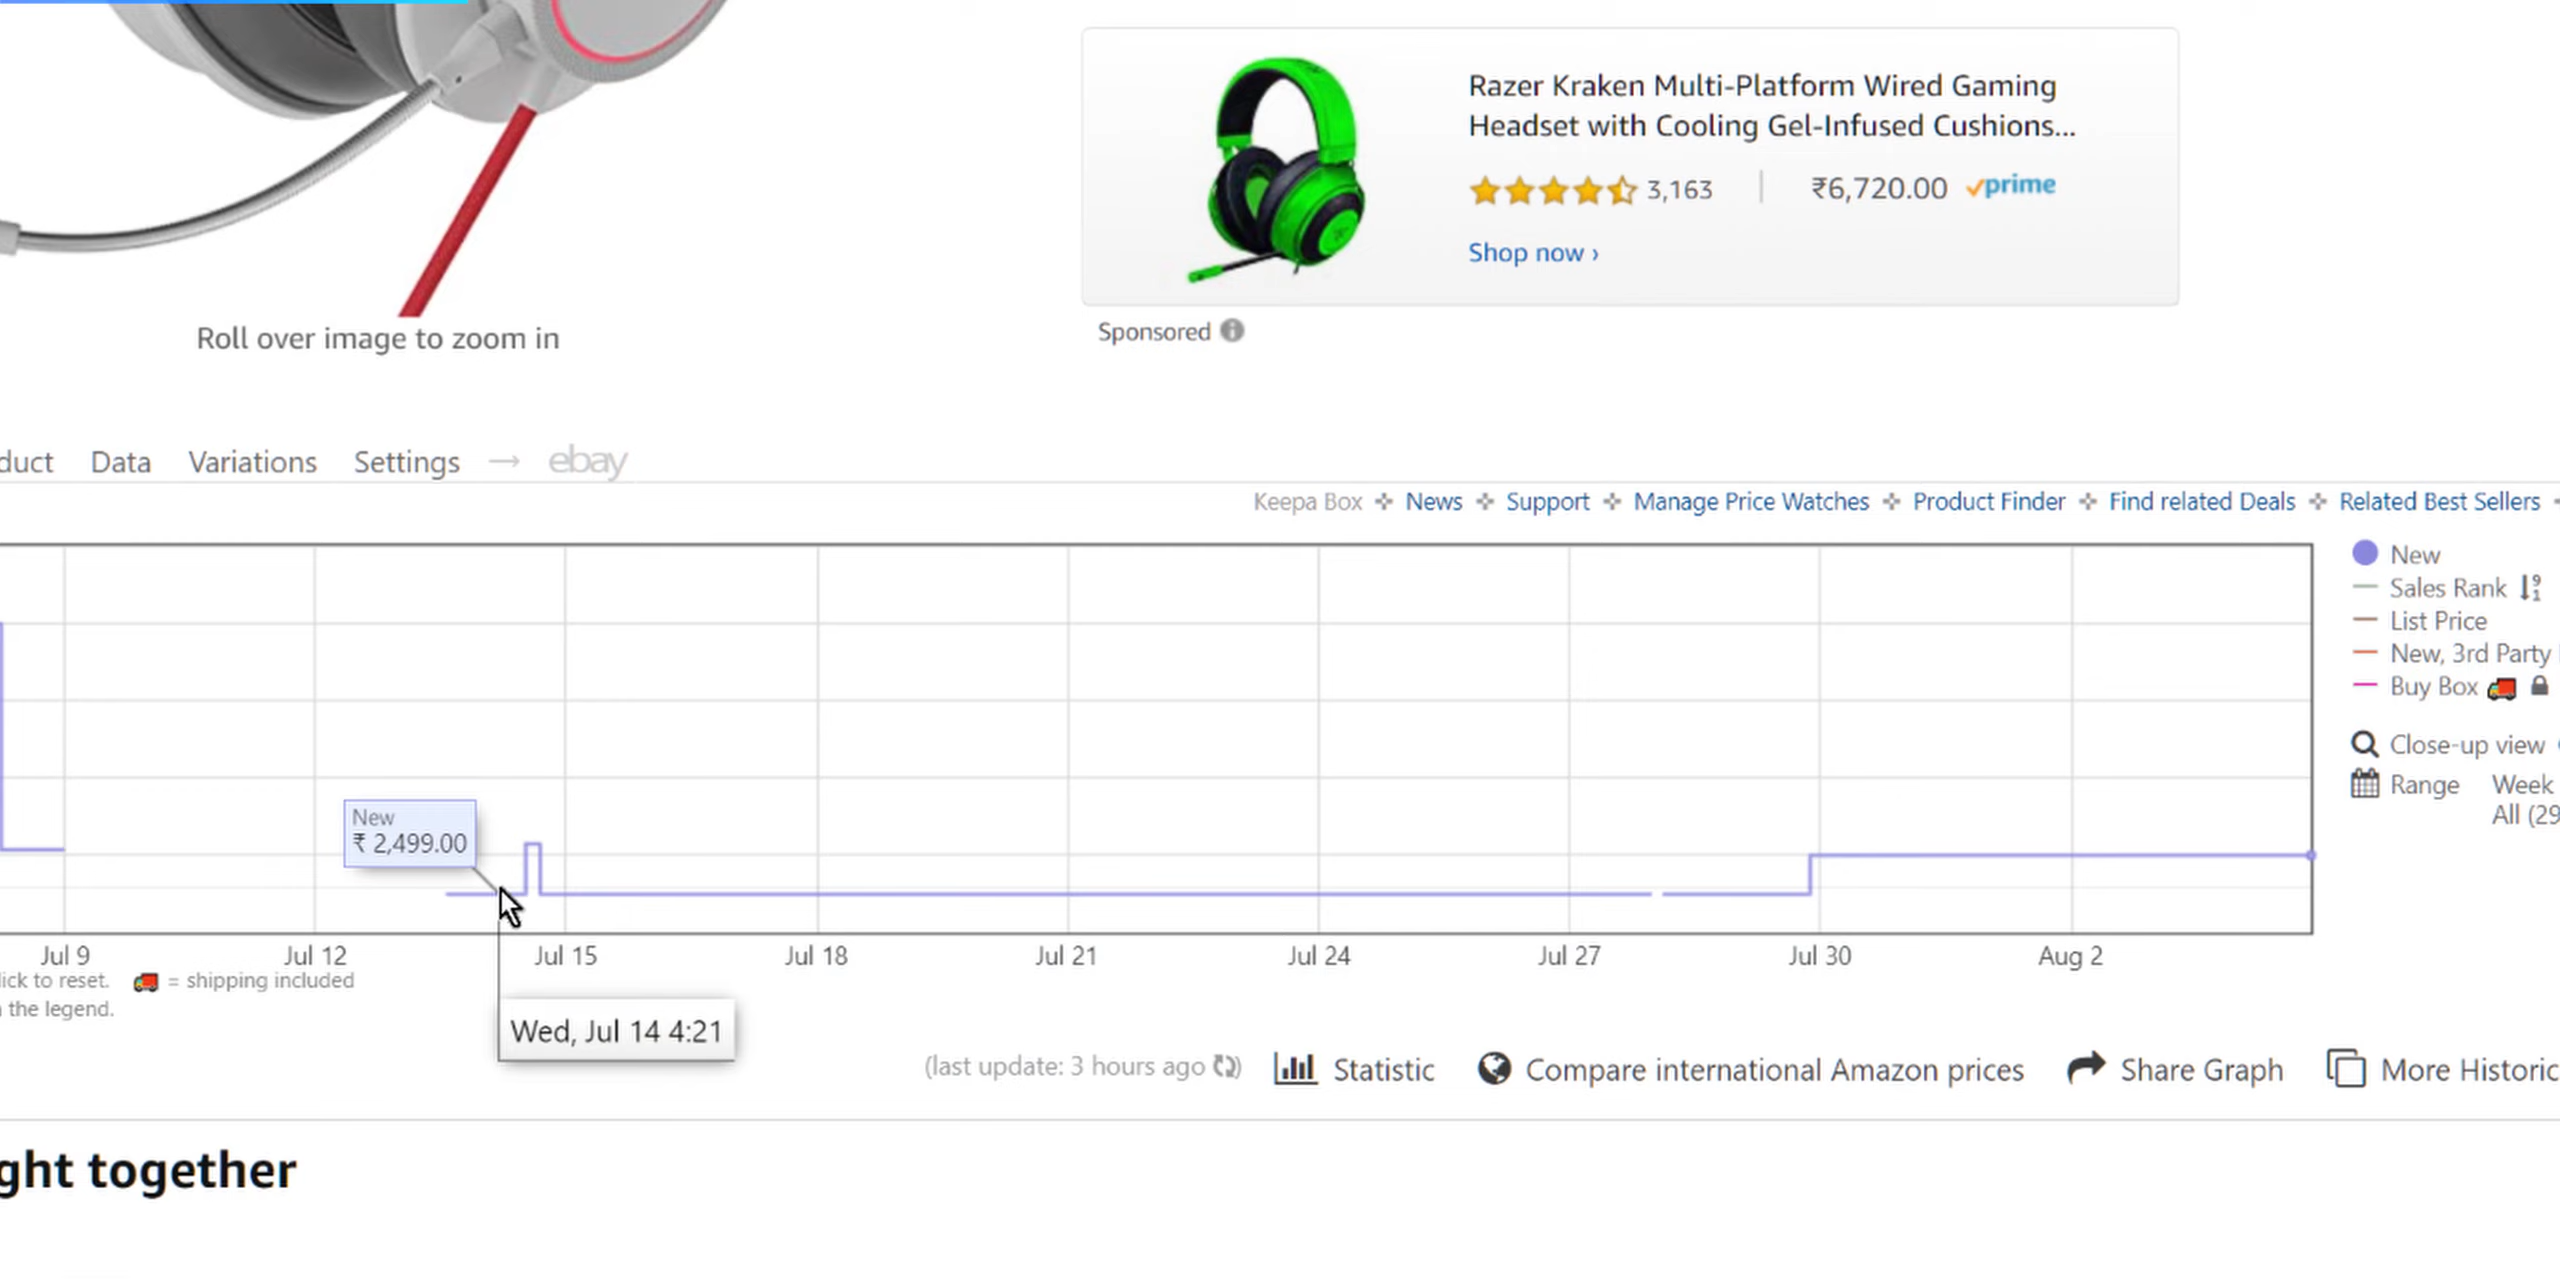 Razer Kraken Multi-Platform Wired Gaming
Headset with Cooling Gel-Infused Cushions...
3,163 ₹6,720.00 prime
Shop now ›
Sponsored
Roll over image to zoom in
duct Data Variations Settings → ebay
Keepa Box News Support Manage Price Watches Product Finder Find related Deals Related Best Sellers
New
Sales Rank
List Price
New, 3rd Party
Buy Box
Close-up view
Range Week
All (29
New
₹ 2,499.00
Jul 9 Jul 12 Jul 15 Jul 18 Jul 21 Jul 24 Jul 27 Jul 30 Aug 2
lick to reset. = shipping included
the legend.
Wed, Jul 14 4:21
(last update: 3 hours ago ) Statistic Compare international Amazon prices Share Graph More Historic
ght together